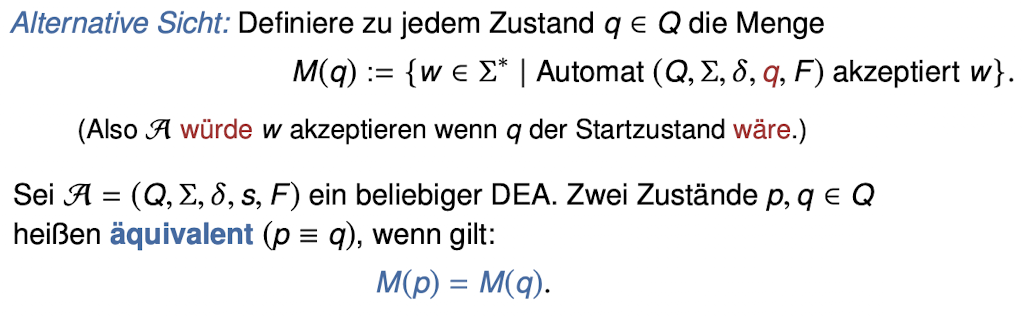 Alternative Sicht: Definiere zu jedem Zustand q ∈ Q die Menge
M(q) := {w ∈ Σ* | Automat (Q, Σ, δ, q, F) akzeptiert w}.
(Also 𝒜 würde w akzeptieren wenn q der Startzustand wäre.)
Sei 𝒜 = (Q, Σ, δ, s, F) ein beliebiger DEA. Zwei Zustände p, q ∈ Q
heißen äquivalent (p ≡ q), wenn gilt:
M(p) = M(q).